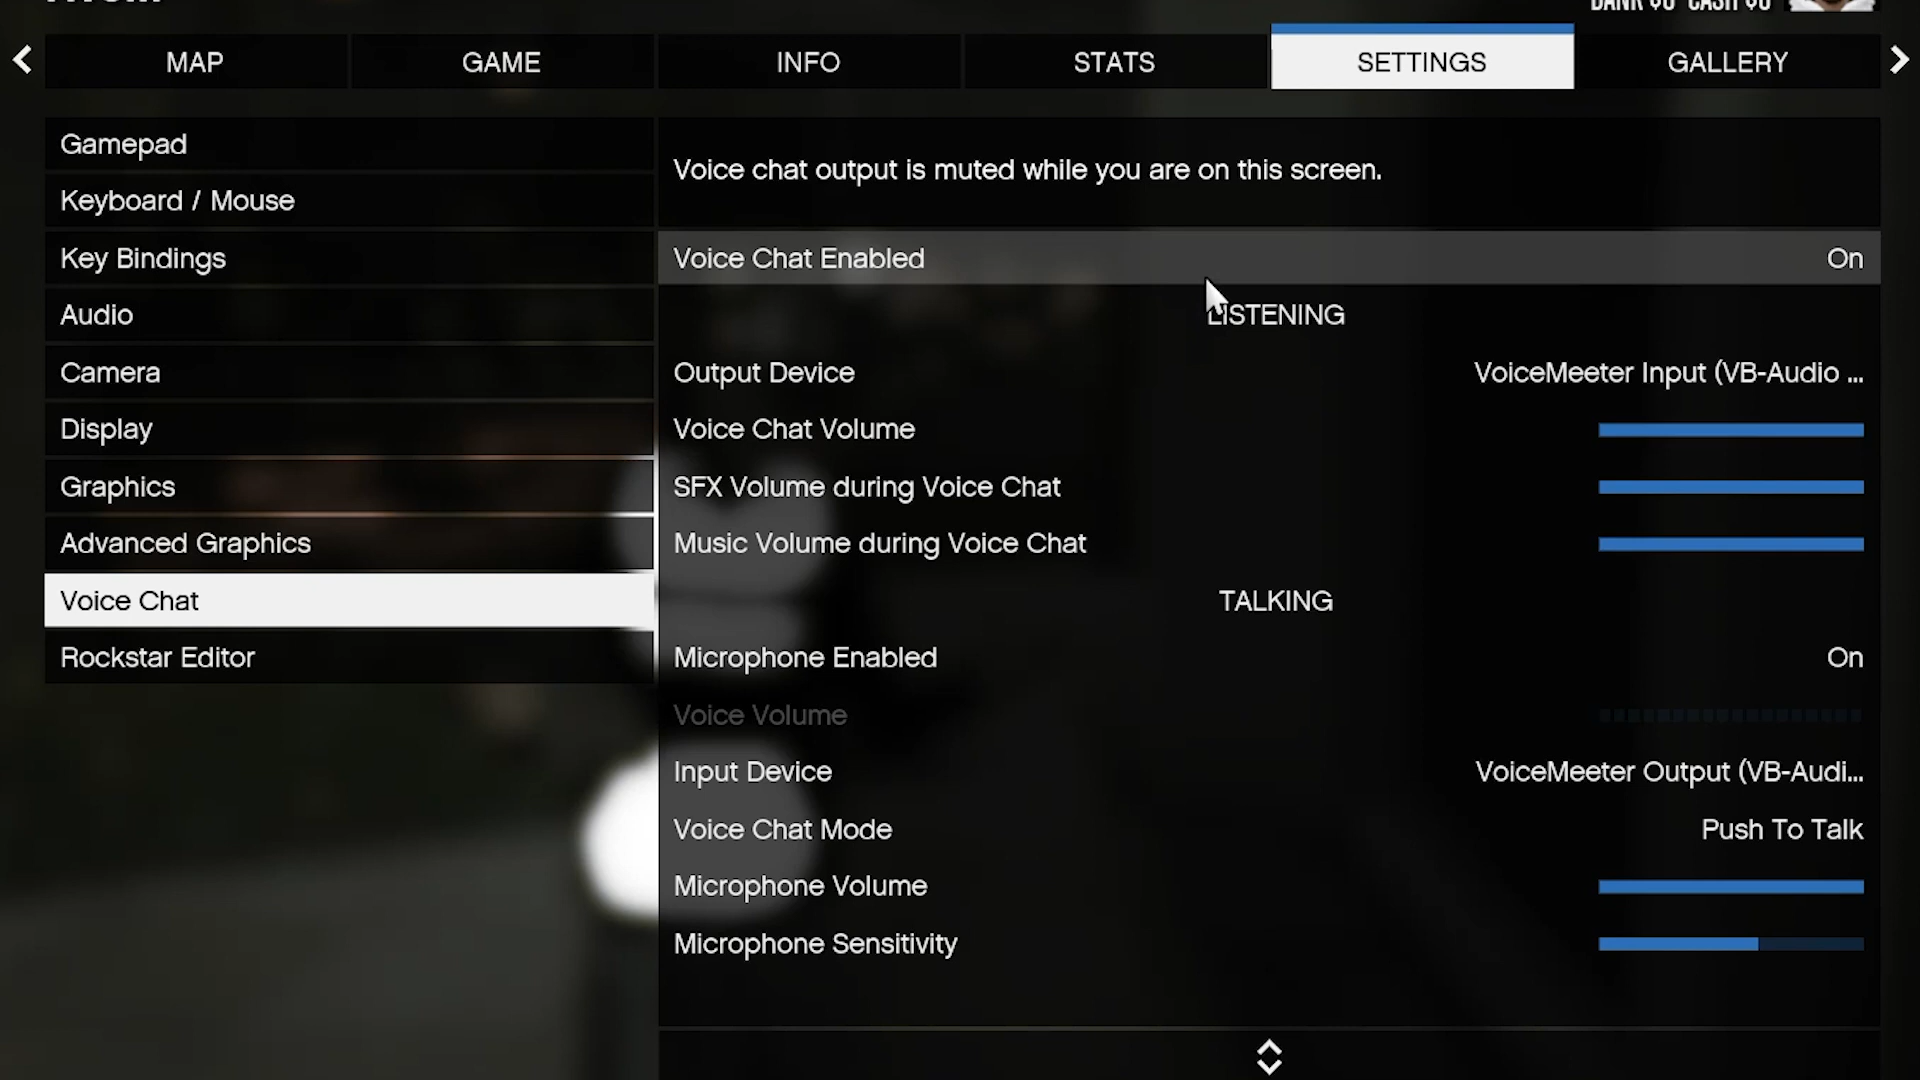 BANK $0 CASH $0
MAP
GAME
INFO
STATS
SETTINGS
GALLERY
Gamepad
Keyboard / Mouse
Key Bindings
Audio
Camera
Display
Graphics
Advanced Graphics
Voice Chat
Rockstar Editor
Voice chat output is muted while you are on this screen.
Voice Chat Enabled On
LISTENING
Output Device VoiceMeeter Input (VB-Audio ...
Voice Chat Volume
SFX Volume during Voice Chat
Music Volume during Voice Chat
TALKING
Microphone Enabled On
Voice Volume
Input Device VoiceMeeter Output (VB-Audi...
Voice Chat Mode Push To Talk
Microphone Volume
Microphone Sensitivity